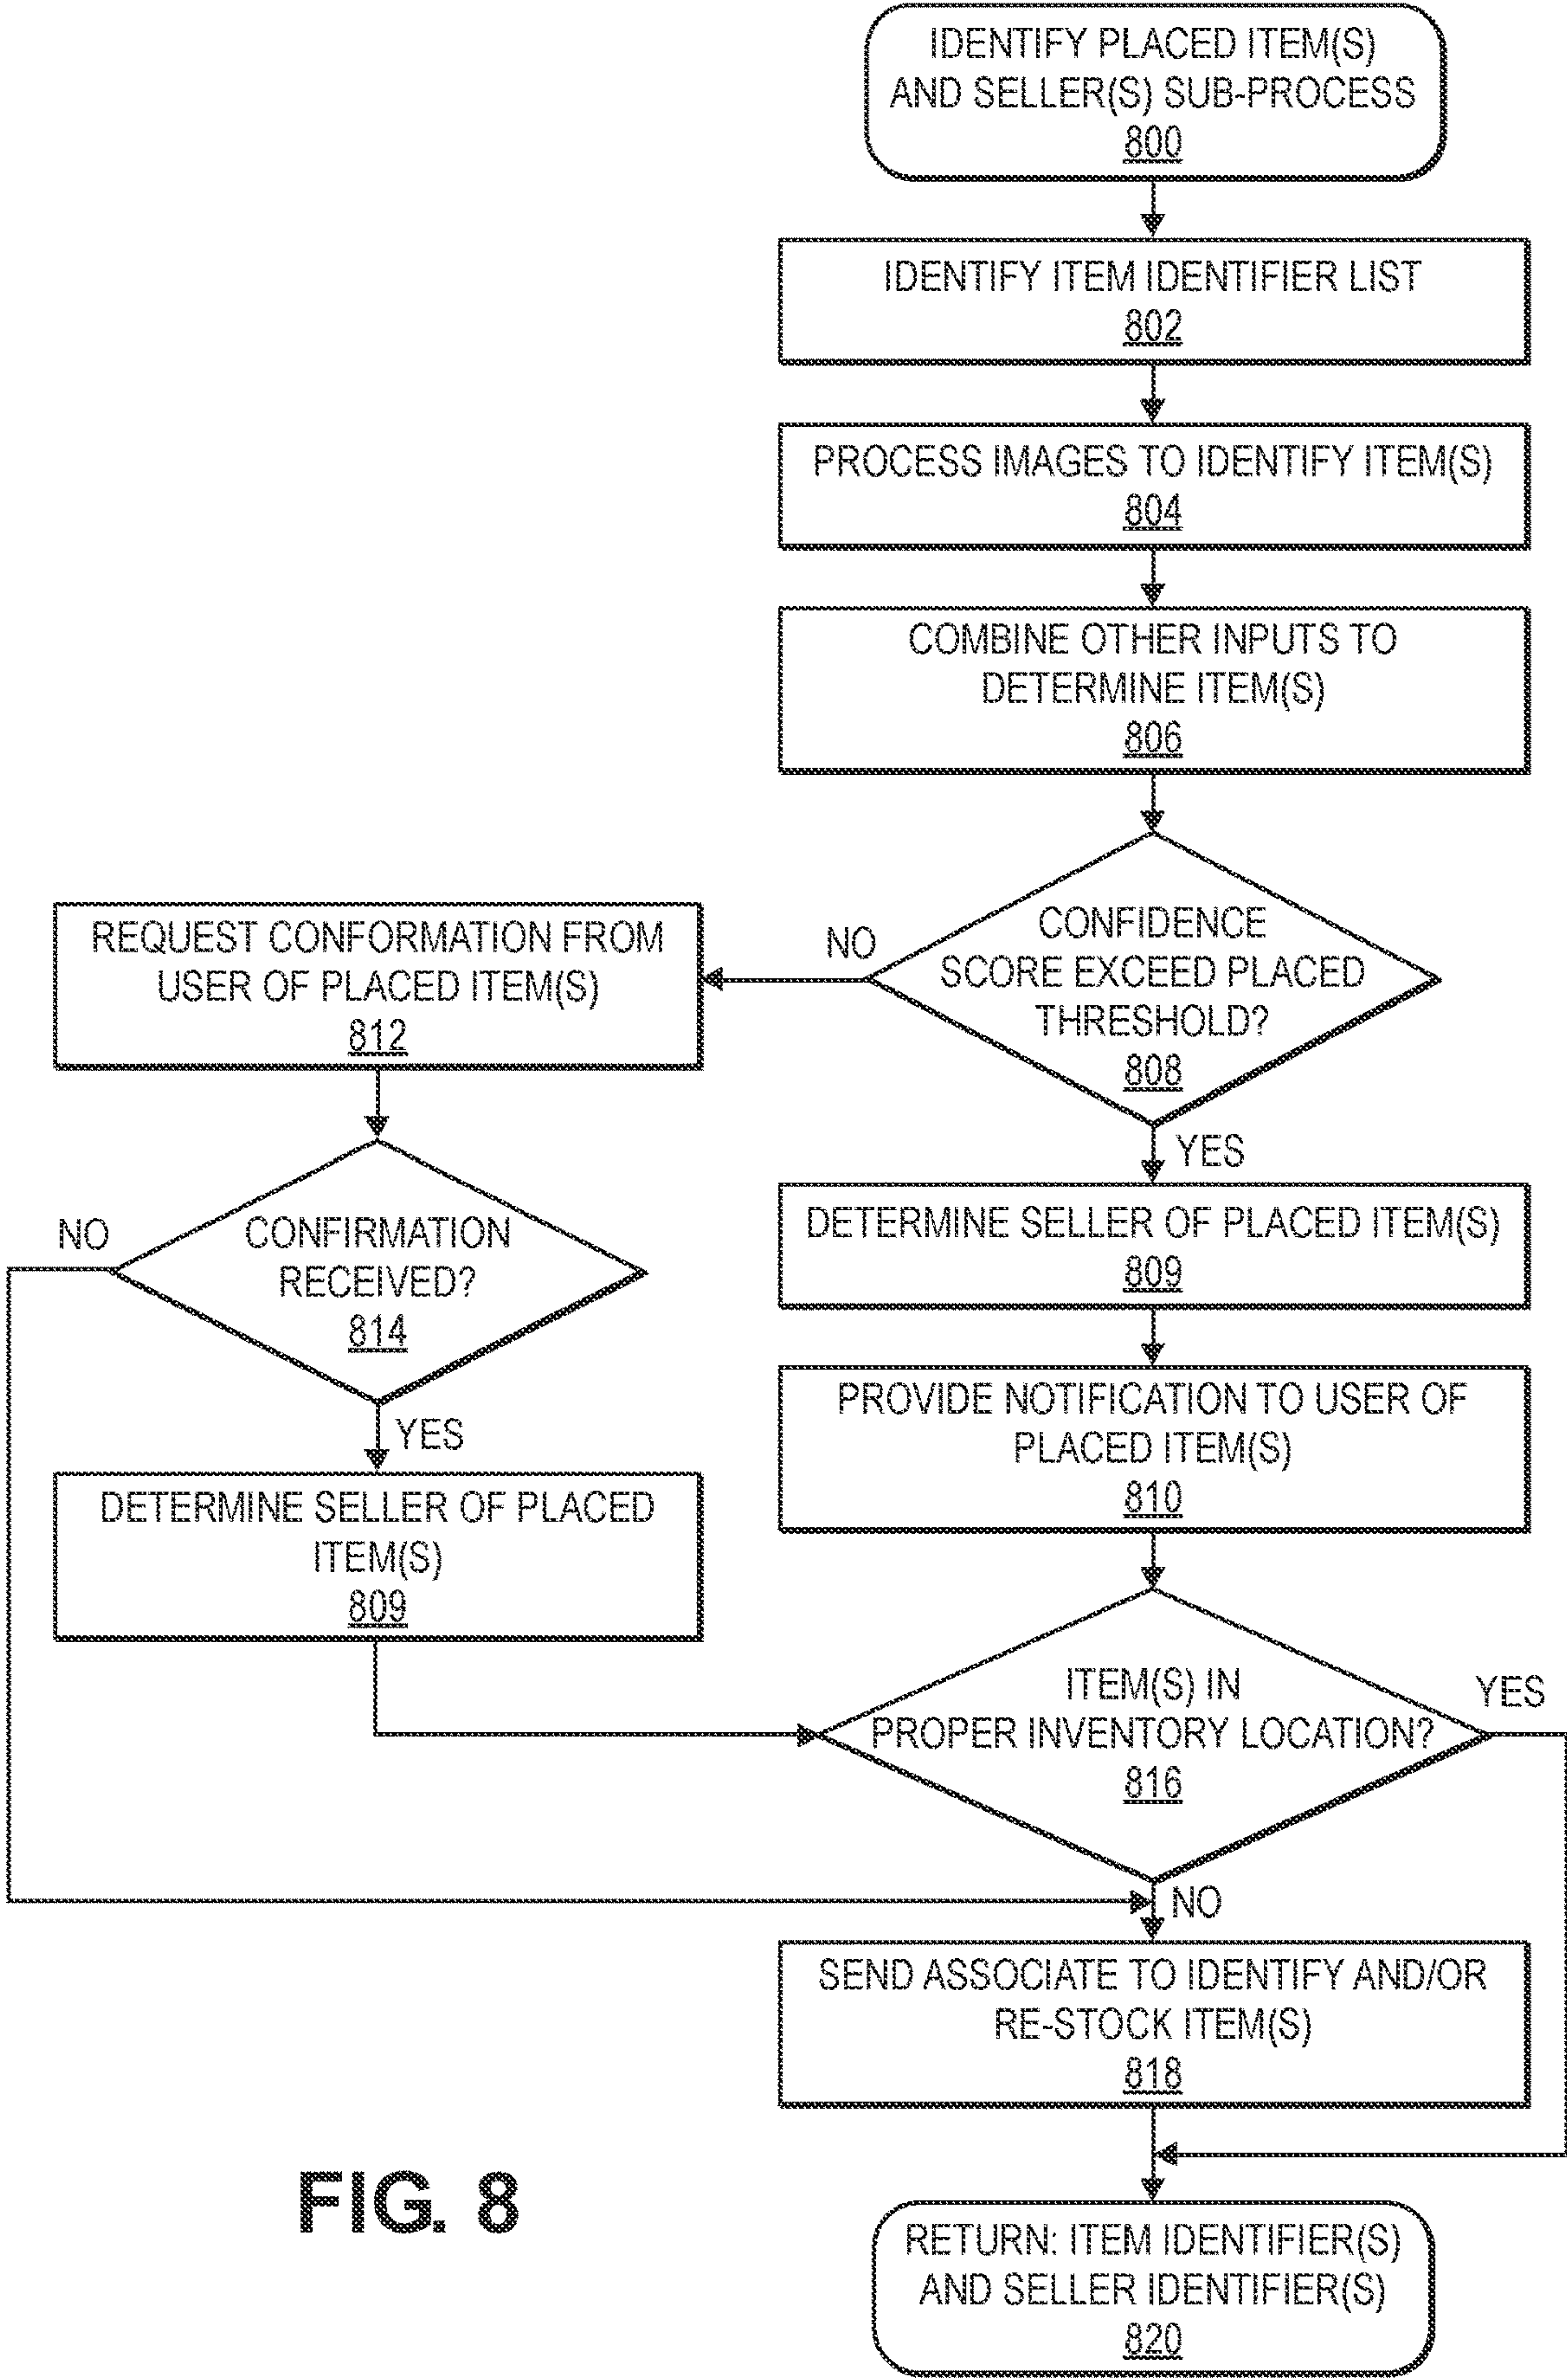 IDENTIFY PLACED ITEM(S)
AND SELLER(S) SUB-PROCESS
800
IDENTIFY ITEM IDENTIFIER LIST
802
PROCESS IMAGES TO IDENTIFY ITEM(S)
804
COMBINE OTHER INPUTS TO
DETERMINE ITEM(S)
806
CONFIDENCE
SCORE EXCEED PLACED
THRESHOLD?
808
NO
REQUEST CONFORMATION FROM
USER OF PLACED ITEM(S)
812
YES
DETERMINE SELLER OF PLACED ITEM(S)
809
NO
CONFIRMATION
RECEIVED?
814
PROVIDE NOTIFICATION TO USER OF
PLACED ITEM(S)
810
YES
DETERMINE SELLER OF PLACED
ITEM(S)
809
ITEM(S) IN
PROPER INVENTORY LOCATION?
816
YES
NO
SEND ASSOCIATE TO IDENTIFY AND/OR
RE-STOCK ITEM(S)
818
RETURN: ITEM IDENTIFIER(S)
AND SELLER IDENTIFIER(S)
820
FIG. 8